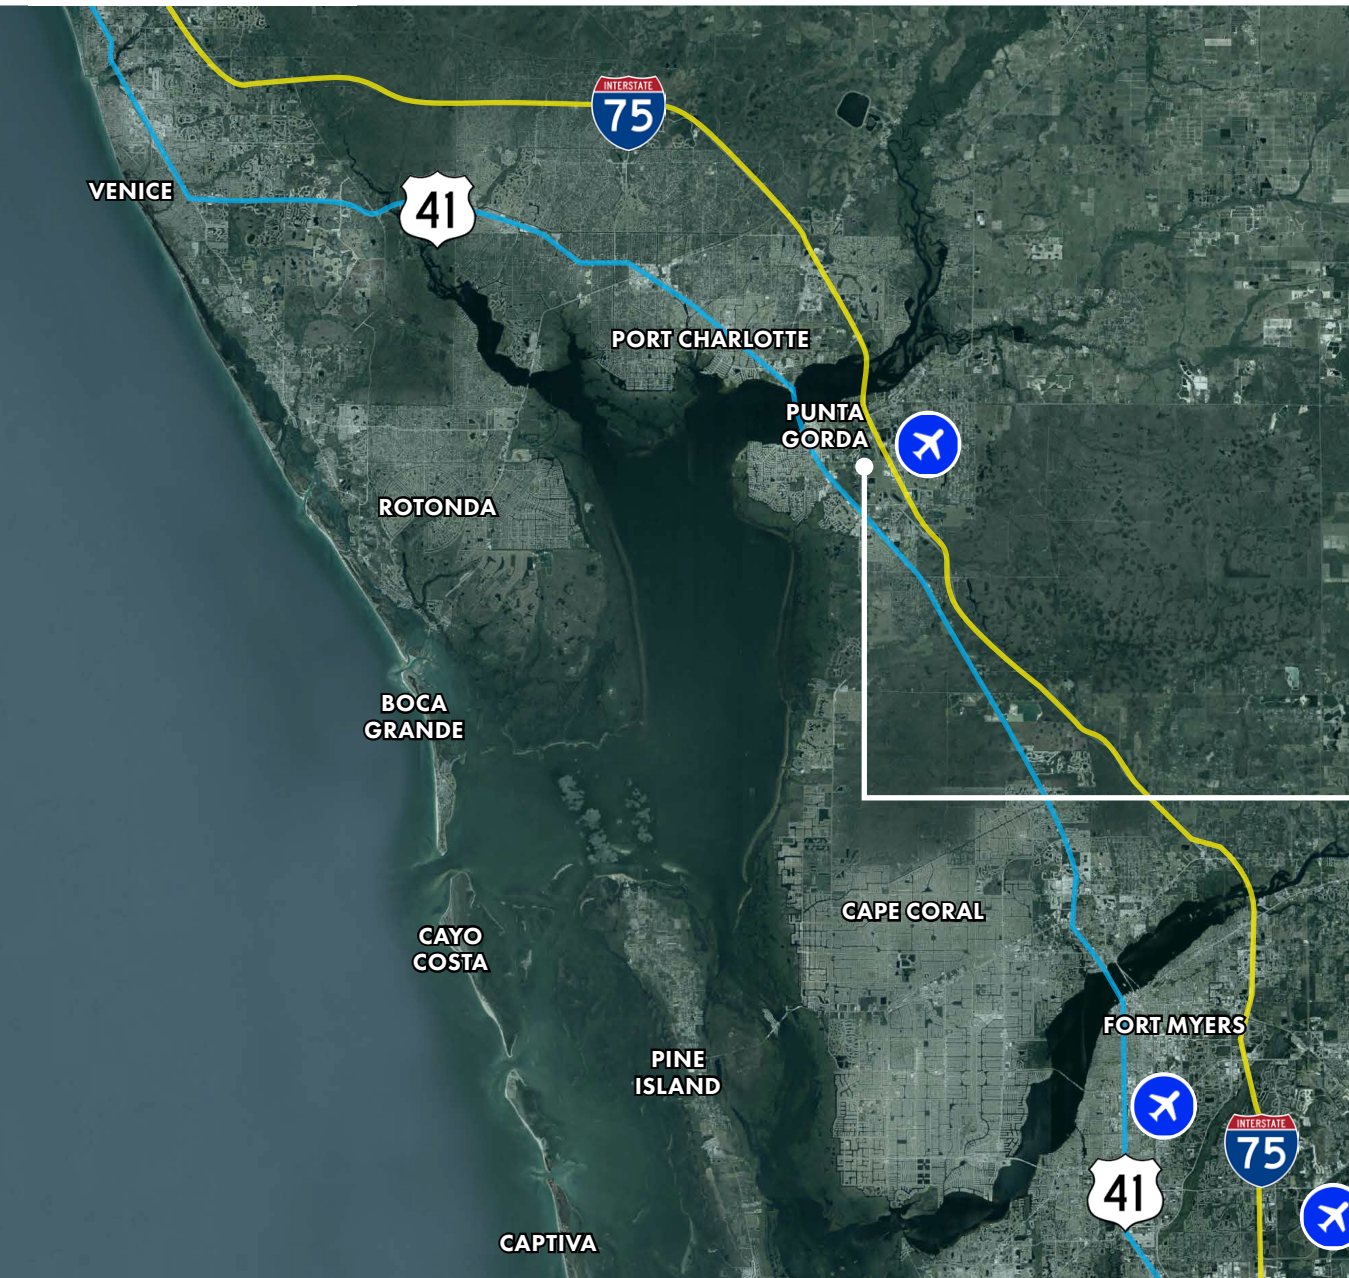 INTERSTATE
75
VENICE
41
PORT CHARLOTTE
PUNTA
GORDA
ROTONDA
BOCA
GRANDE
CAPE CORAL
CAYO
COSTA
FORT MYERS
PINE
ISLAND
INTERSTATE
75
41
CAPTIVA